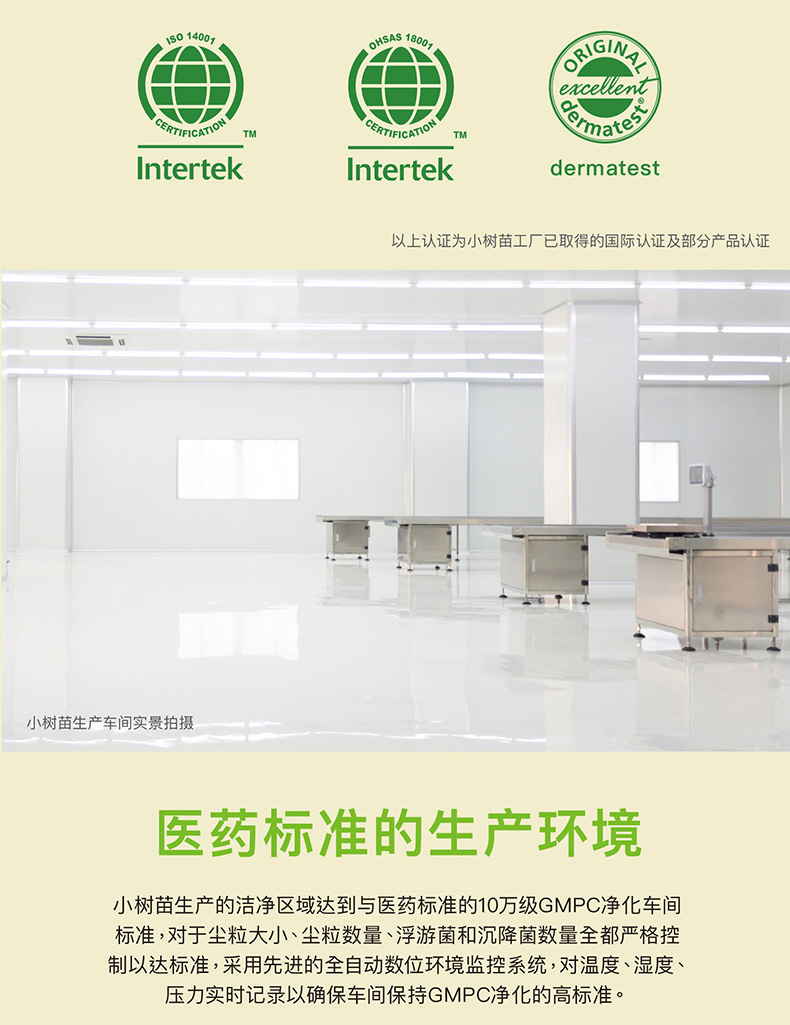 ISO 14001
CERTIFICATION
TM
Intertek
OHSAS 18001
CERTIFICATION
TM
Intertek
ORIGINAL
excellent
dermatest®
dermatest
以上认证为小树苗工厂已取得的国际认证及部分产品认证
小树苗生产车间实景拍摄
医药标准的生产环境
小树苗生产的洁净区域达到与医药标准的10万级GMPC净化车间
标准，对于尘粒大小、尘粒数量、浮游菌和沉降菌数量全都严格控
制以达标准，采用先进的全自动数位环境监控系统，对温度、湿度、
压力实时记录以确保车间保持GMPC净化的高标准。